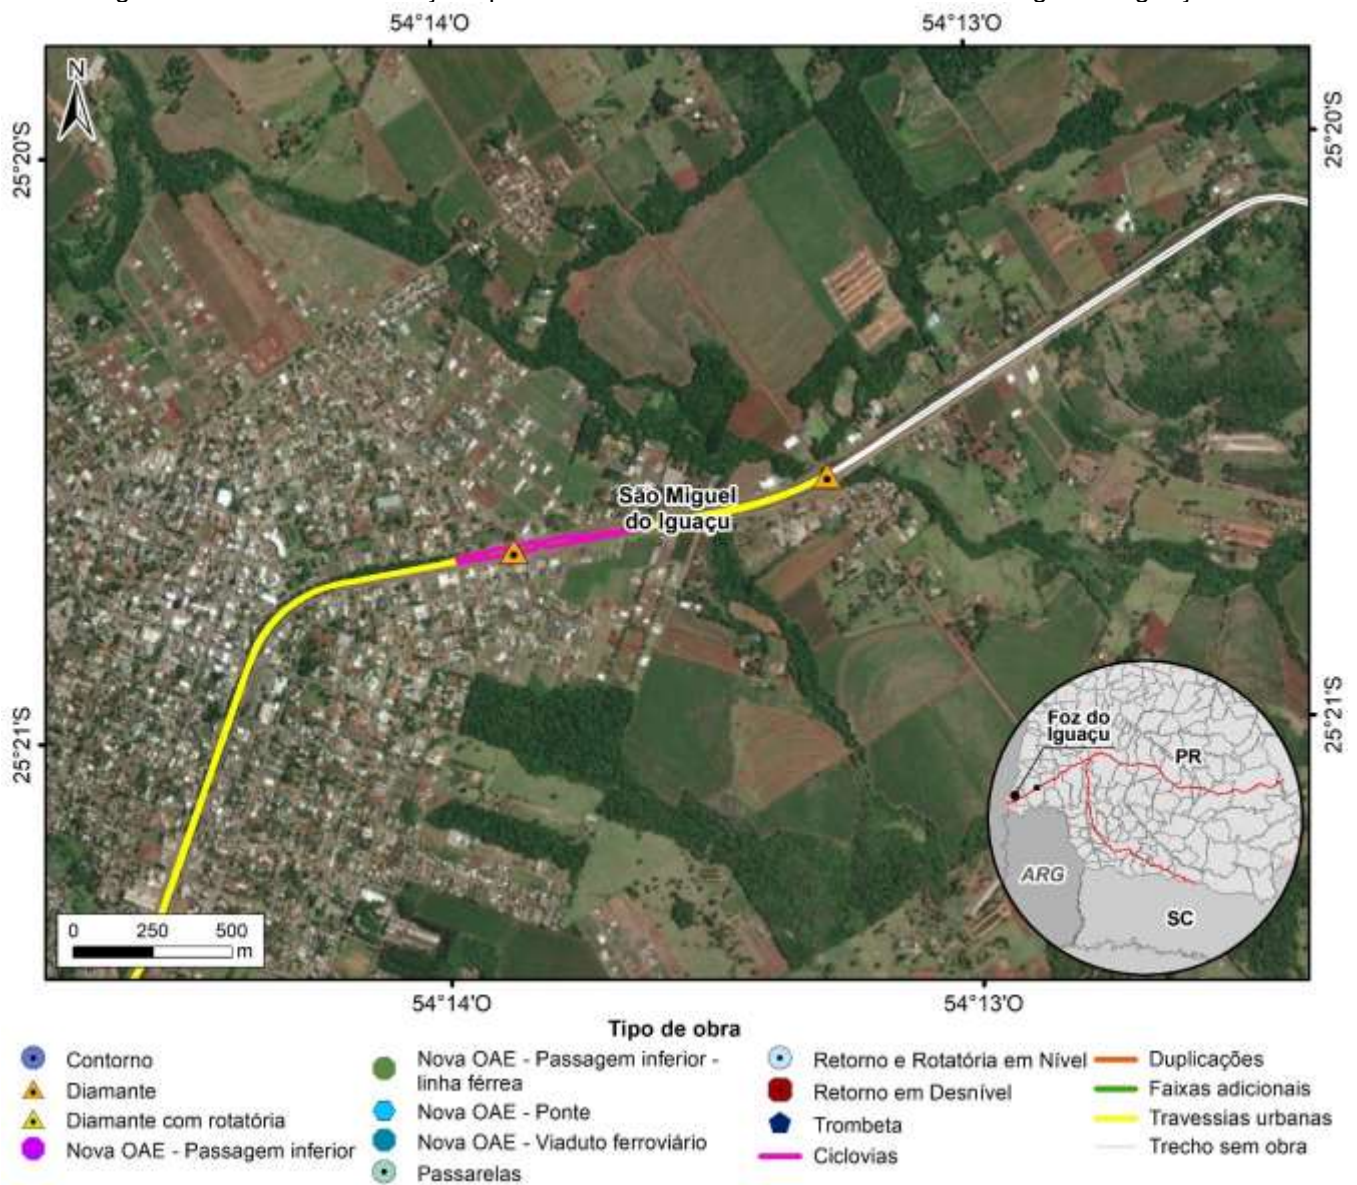 54°14'O 54°13'O
N
25°20'S 25°20'S
São Miguel
do Iguaçu
Foz do
Iguaçu
PR
25°21'S 25°21'S
ARG
SC
0 250 500
m
54°14'O 54°13'O
Tipo de obra
Contorno
Diamante
Diamante com rotatória
Nova OAE - Passagem inferior
Nova OAE - Passagem inferior -
linha férrea
Nova OAE - Ponte
Nova OAE - Viaduto ferroviário
Passarelas
Retorno e Rotatória em Nível
Retorno em Desnível
Trombeta
Ciclovias
Duplicações
Faixas adicionais
Travessias urbanas
Trecho sem obra